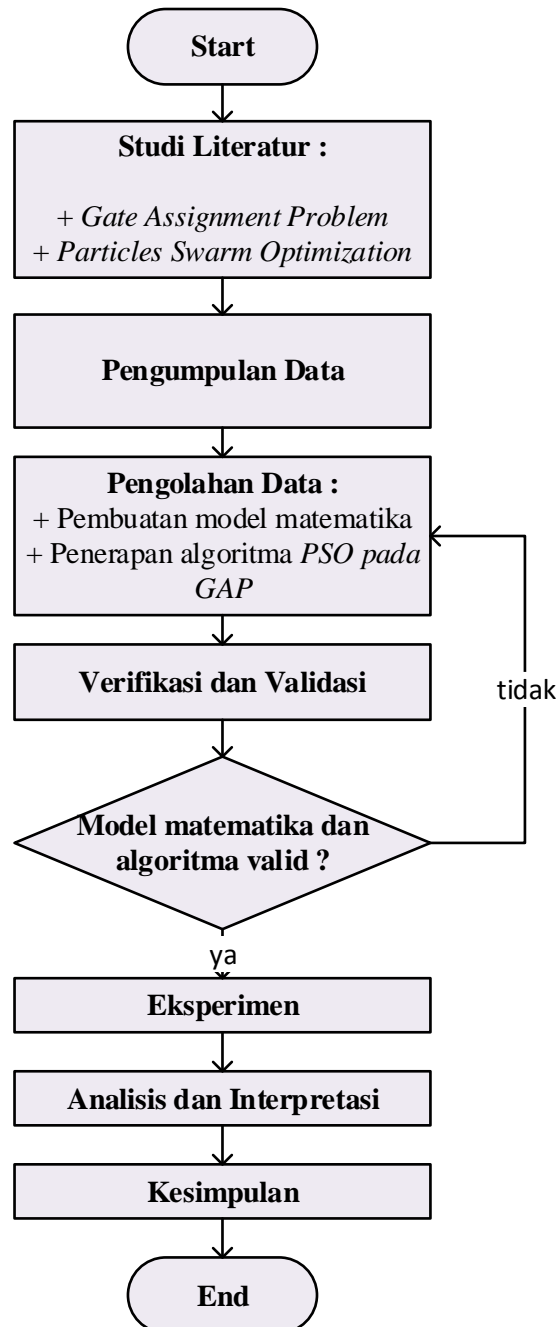 Start
Studi Literatur :
+ Gate Assignment Problem
+ Particles Swarm Optimization
Pengumpulan Data
Pengolahan Data :
+ Pembuatan model matematika
+ Penerapan algoritma PSO pada
GAP
Verifikasi dan Validasi
tidak
Model matematika dan
algoritma valid ?
ya
Eksperimen
Analisis dan Interpretasi
Kesimpulan
End